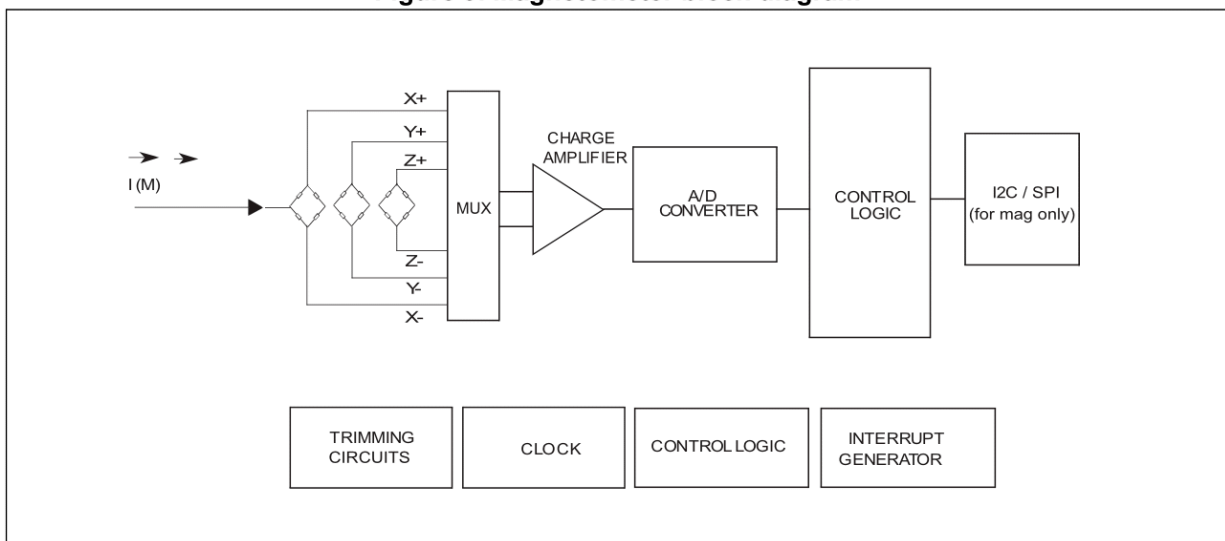 X+
Y+
Z+
I (M)
MUX
Z-
Y-
X-
CHARGE
AMPLIFIER
A/D
CONVERTER
CONTROL
LOGIC
I2C / SPI
(for mag only)
TRIMMING
CIRCUITS
CLOCK
CONTROL LOGIC
INTERRUPT
GENERATOR